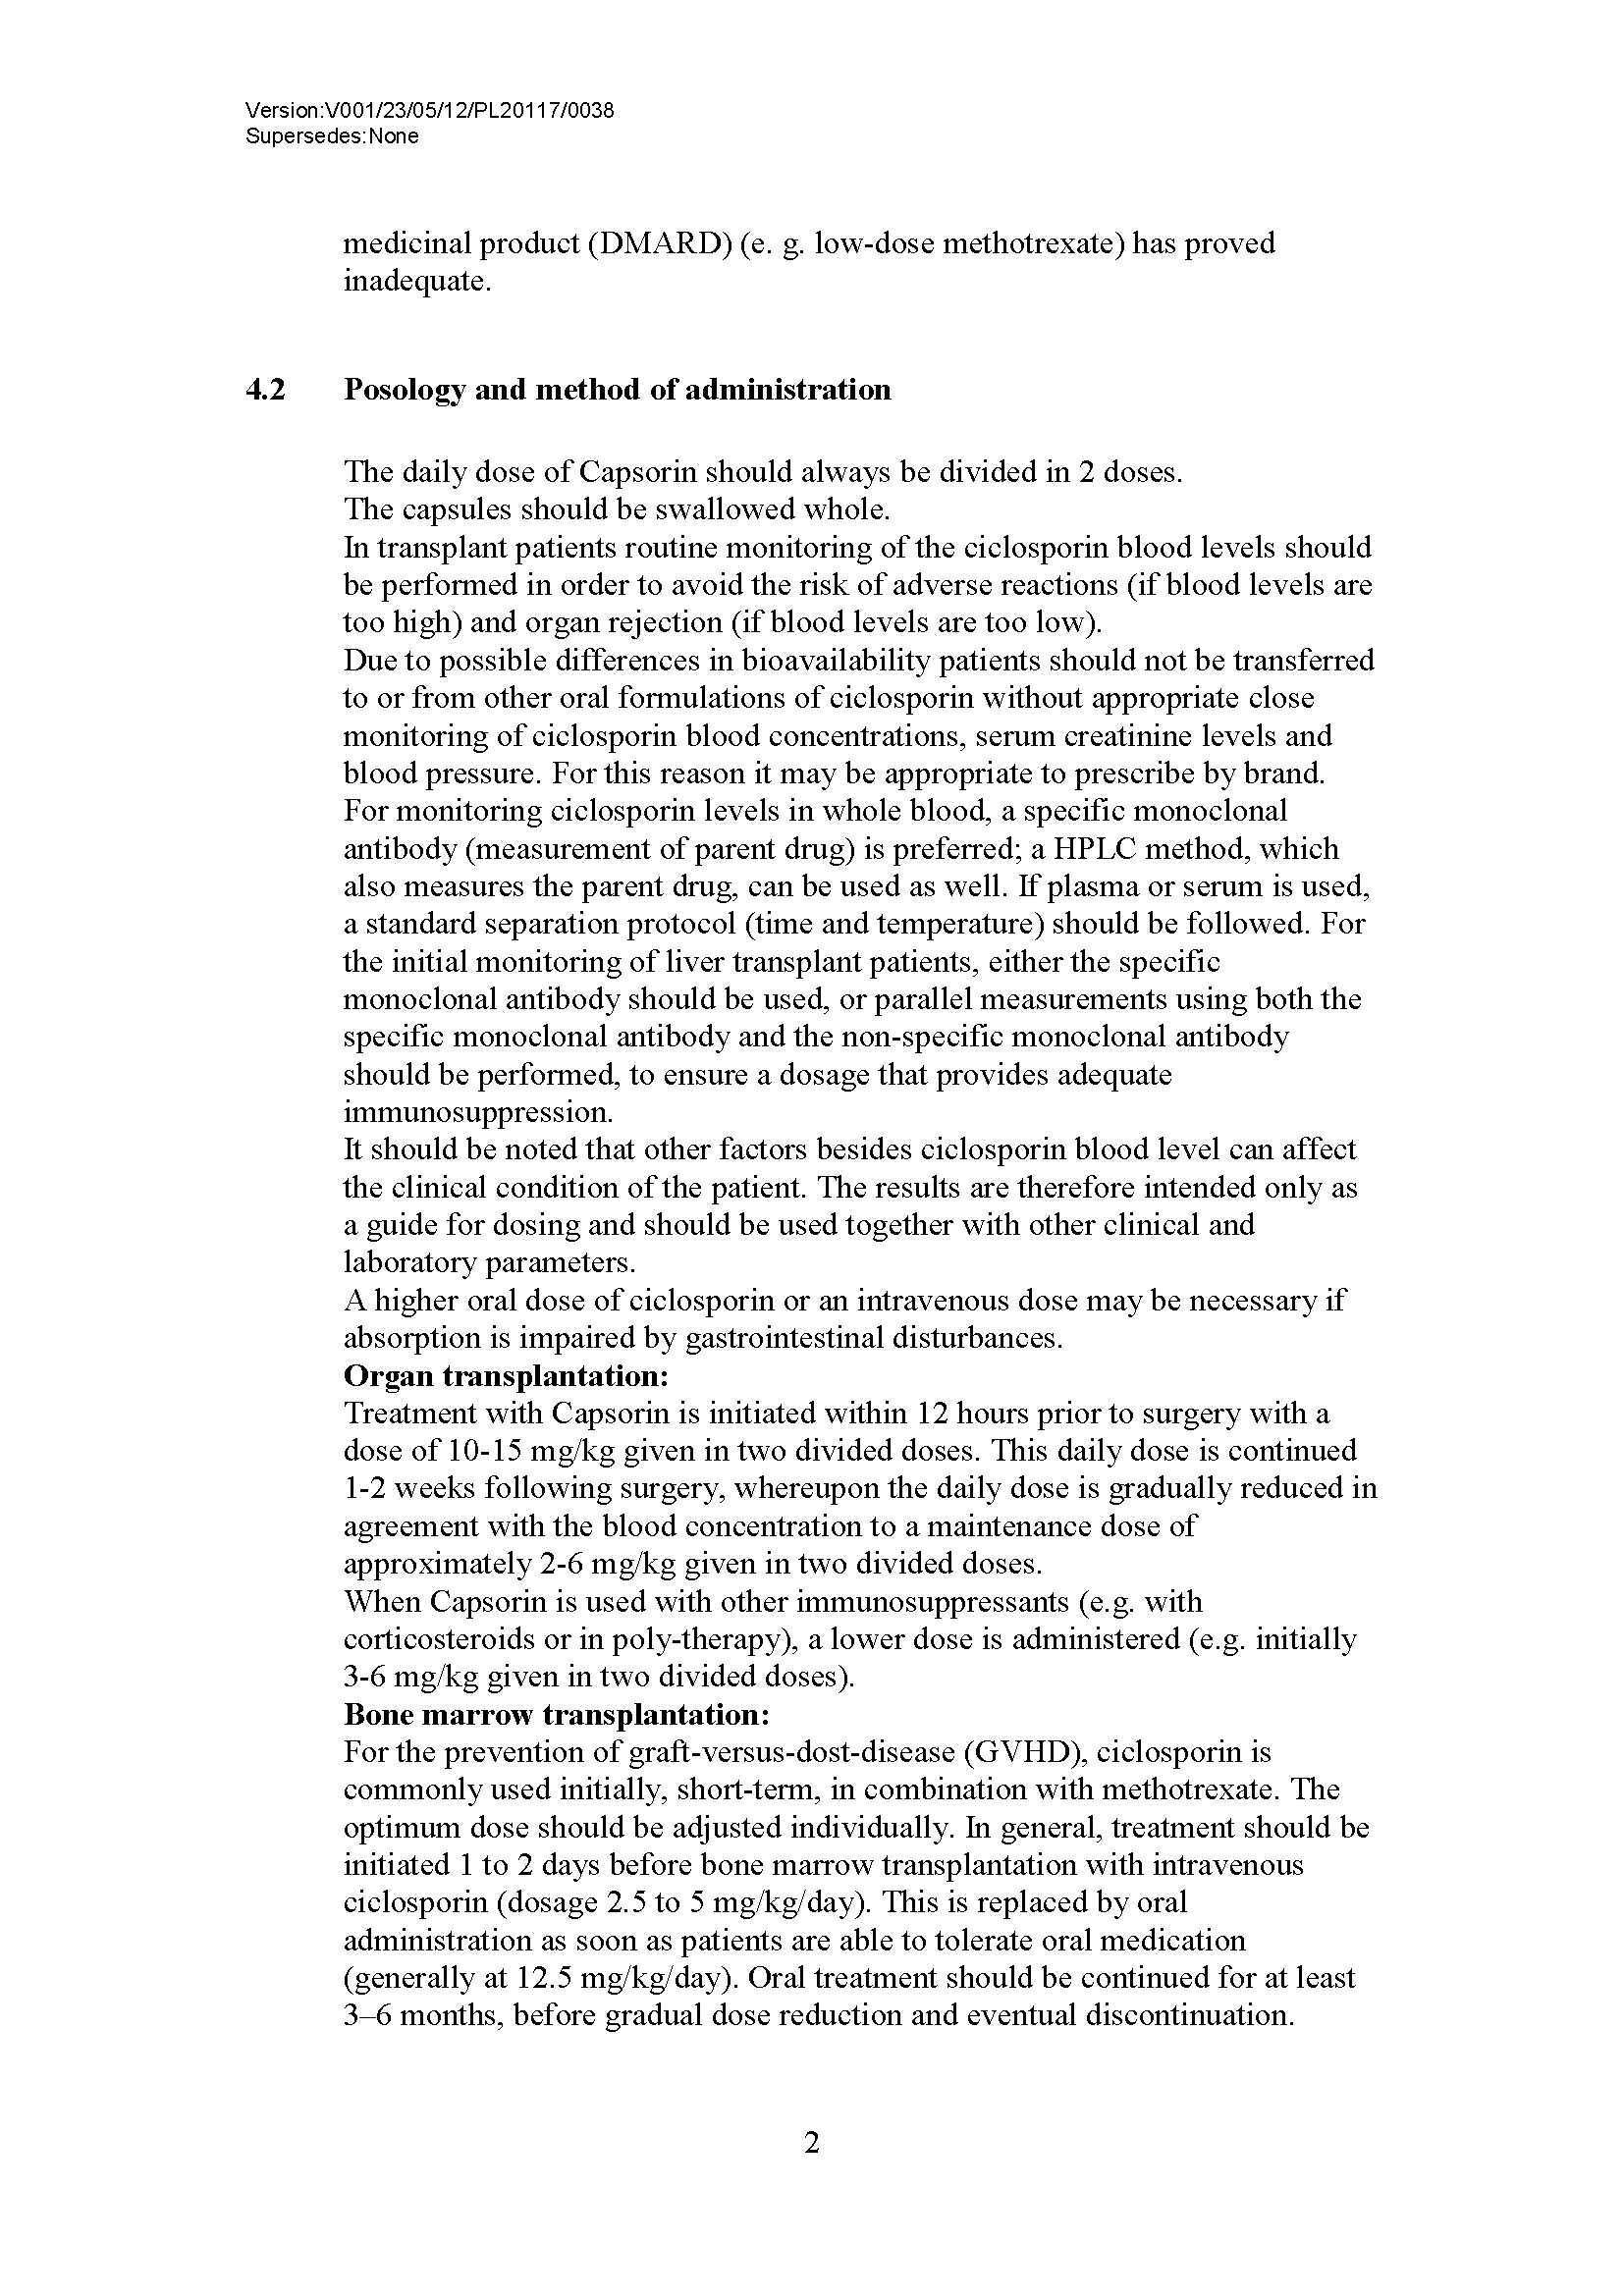 Version:V001/23/05/12/PL20117/0038
Supersedes:None
medicinal product (DMARD) (e. g. low-dose methotrexate) has proved
inadequate.
4.2 Posology and method of administration
The daily dose of Capsorin should always be divided in 2 doses.
The capsules should be swallowed whole.
In transplant patients routine monitoring of the ciclosporin blood levels should
be performed in order to avoid the risk of adverse reactions (if blood levels are
too high) and organ rejection (if blood levels are too low).
Due to possible differences in bioavailability patients should not be transferred
to or from other oral formulations of ciclosporin without appropriate close
monitoring of ciclosporin blood concentrations, serum creatinine levels and
blood pressure. For this reason it may be appropriate to prescribe by brand.
For monitoring ciclosporin levels in whole blood, a specific monoclonal
antibody (measurement of parent drug) is preferred; a HPLC method, which
also measures the parent drug, can be used as well. If plasma or serum is used,
a standard separation protocol (time and temperature) should be followed. For
the initial monitoring of liver transplant patients, either the specific
monoclonal antibody should be used, or parallel measurements using both the
specific monoclonal antibody and the non-specific monoclonal antibody
should be performed, to ensure a dosage that provides adequate
immunosuppression.
It should be noted that other factors besides ciclosporin blood level can affect
the clinical condition of the patient. The results are therefore intended only as
a guide for dosing and should be used together with other clinical and
laboratory parameters.
A higher oral dose of ciclosporin or an intravenous dose may be necessary if
absorption is impaired by gastrointestinal disturbances.
Organ transplantation:
Treatment with Capsorin is initiated within 12 hours prior to surgery with a
dose of 10-15 mg/kg given in two divided doses. This daily dose is continued
1-2 weeks following surgery, whereupon the daily dose is gradually reduced in
agreement with the blood concentration to a maintenance dose of
approximately 2-6 mg/kg given in two divided doses.
When Capsorin is used with other immunosuppressants (e.g. with
corticosteroids or in poly-therapy), a lower dose is administered (e.g. initially
3-6 mg/kg given in two divided doses).
Bone marrow transplantation:
For the prevention of graft-versus-dost-disease (GVHD), ciclosporin is
commonly used initially, short-term, in combination with methotrexate. The
optimum dose should be adjusted individually. In general, treatment should be
initiated 1 to 2 days before bone marrow transplantation with intravenous
ciclosporin (dosage 2.5 to 5 mg/kg/day). This is replaced by oral
administration as soon as patients are able to tolerate oral medication
(generally at 12.5 mg/kg/day). Oral treatment should be continued for at least
3–6 months, before gradual dose reduction and eventual discontinuation.
2